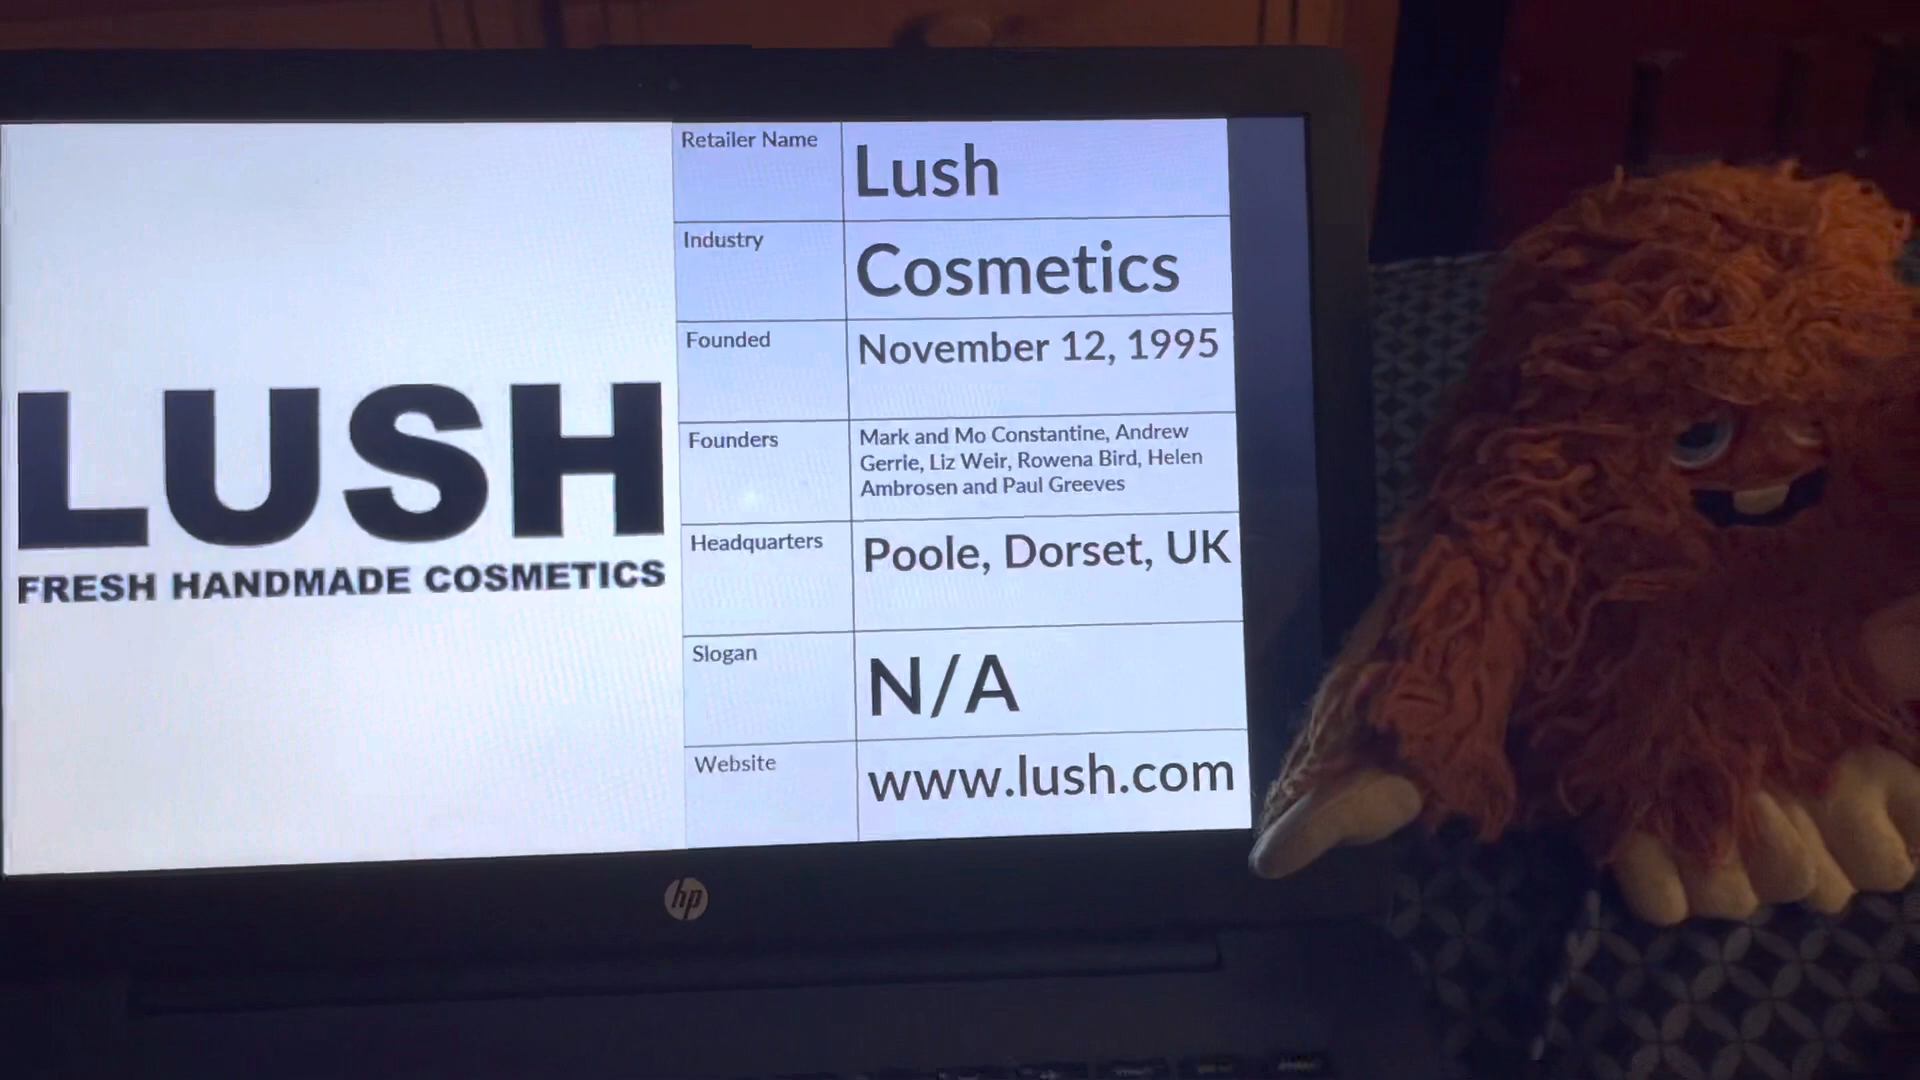 LUSH
FRESH HANDMADE COSMETICS
Retailer Name
Lush
Industry
Cosmetics
Founded
November 12, 1995
Founders
Mark and Mo Constantine, Andrew
Gerrie, Liz Weir, Rowena Bird, Helen
Ambrosen and Paul Greeves
Headquarters
Poole, Dorset, UK
Slogan
N/A
Website
www.lush.com
hp